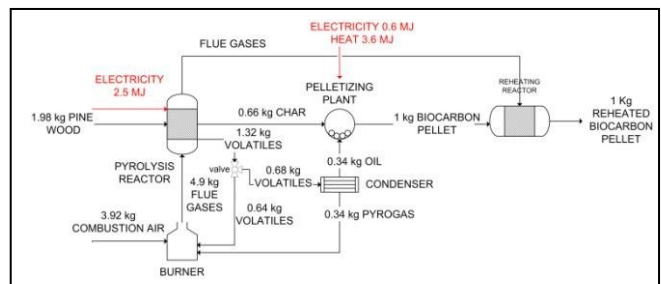 ELECTRICITY 0.6 MJ
HEAT 3.6 MJ
FLUE GASES
ELECTRICITY
2.5 MJ
PELLETIZING
PLANT
REHEATING
REACTOR
1.98 kg PINE
WOOD
0.66 kg CHAR
1 kg BIOCARBON
PELLET
1 Kg
REHEATED
BIOCARBON
PELLET
1.32
VOLATILES
PYROLYSIS
REACTOR
valve
0.68
VOLATILES
0.34 kg OIL
CONDENSER
4.9 kg
FLUE
GASES
0.64 kg
VOLATILES
0.34 kg PYROGAS
3.92 kg
COMBUSTION AIR
BURNER